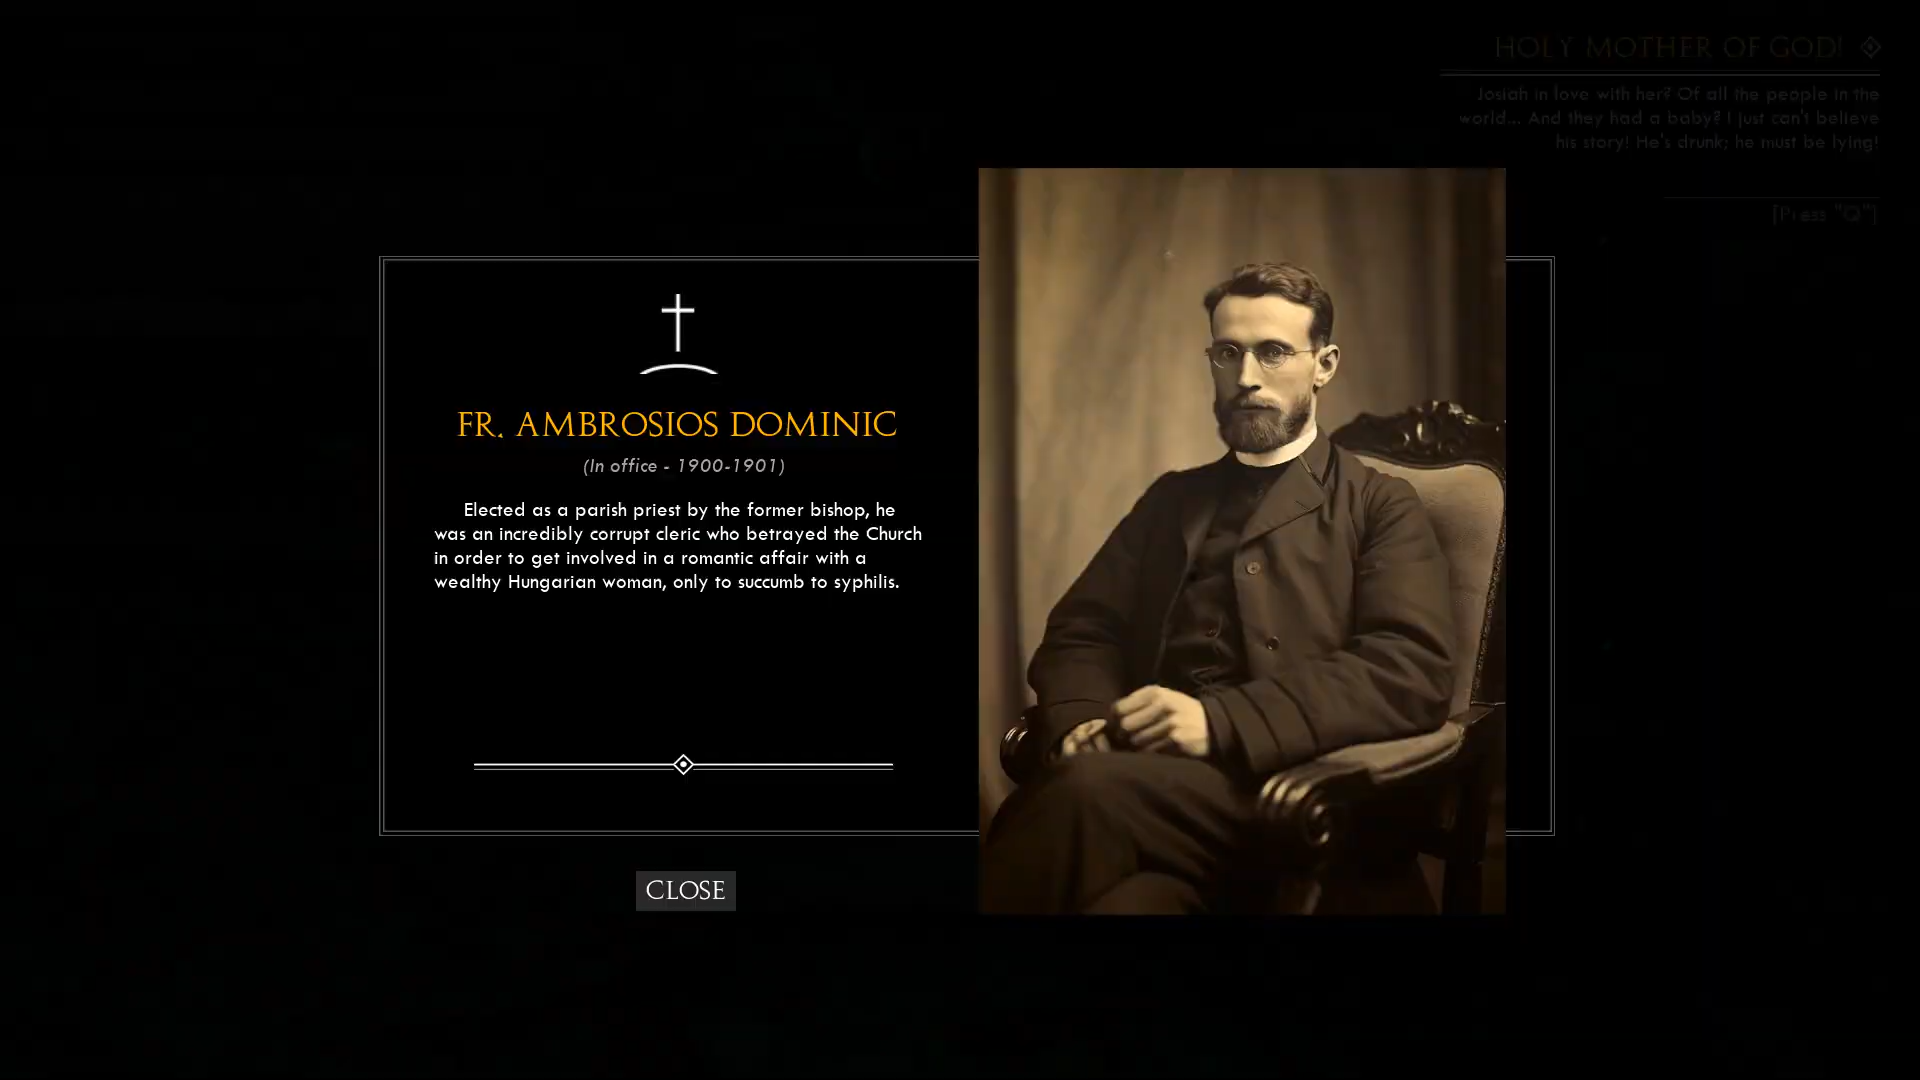 HOLY MOTHER OF GOD!
Josiah in love with her? Of all the people in the
world... And they had a baby? I just can't believe
his story! He's drunk; he must be lying!
[Press "Q"]
FR. AMBROSIOS DOMINIC
(In office - 1900-1901)
Elected as a parish priest by the former bishop, he
was an incredibly corrupt cleric who betrayed the Church
in order to get involved in a romantic affair with a
wealthy Hungarian woman, only to succumb to syphilis.
CLOSE